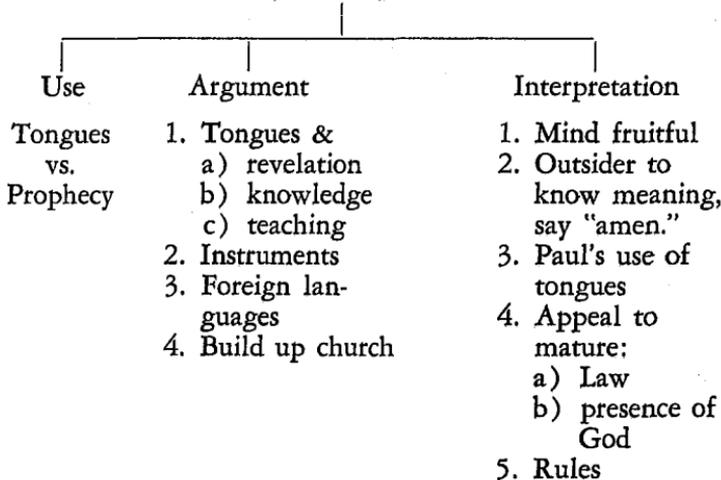 Use
Tongues
vs.
Prophecy
Argument
1. Tongues &
a) revelation
b) knowledge
c) teaching
2. Instruments
3. Foreign lan-
guages
4. Build up church
Interpretation
1. Mind fruitful
2. Outsider to
know meaning,
say "amen."
3. Paul's use of
tongues
4. Appeal to
mature:
a) Law
b) presence of
God
5. Rules